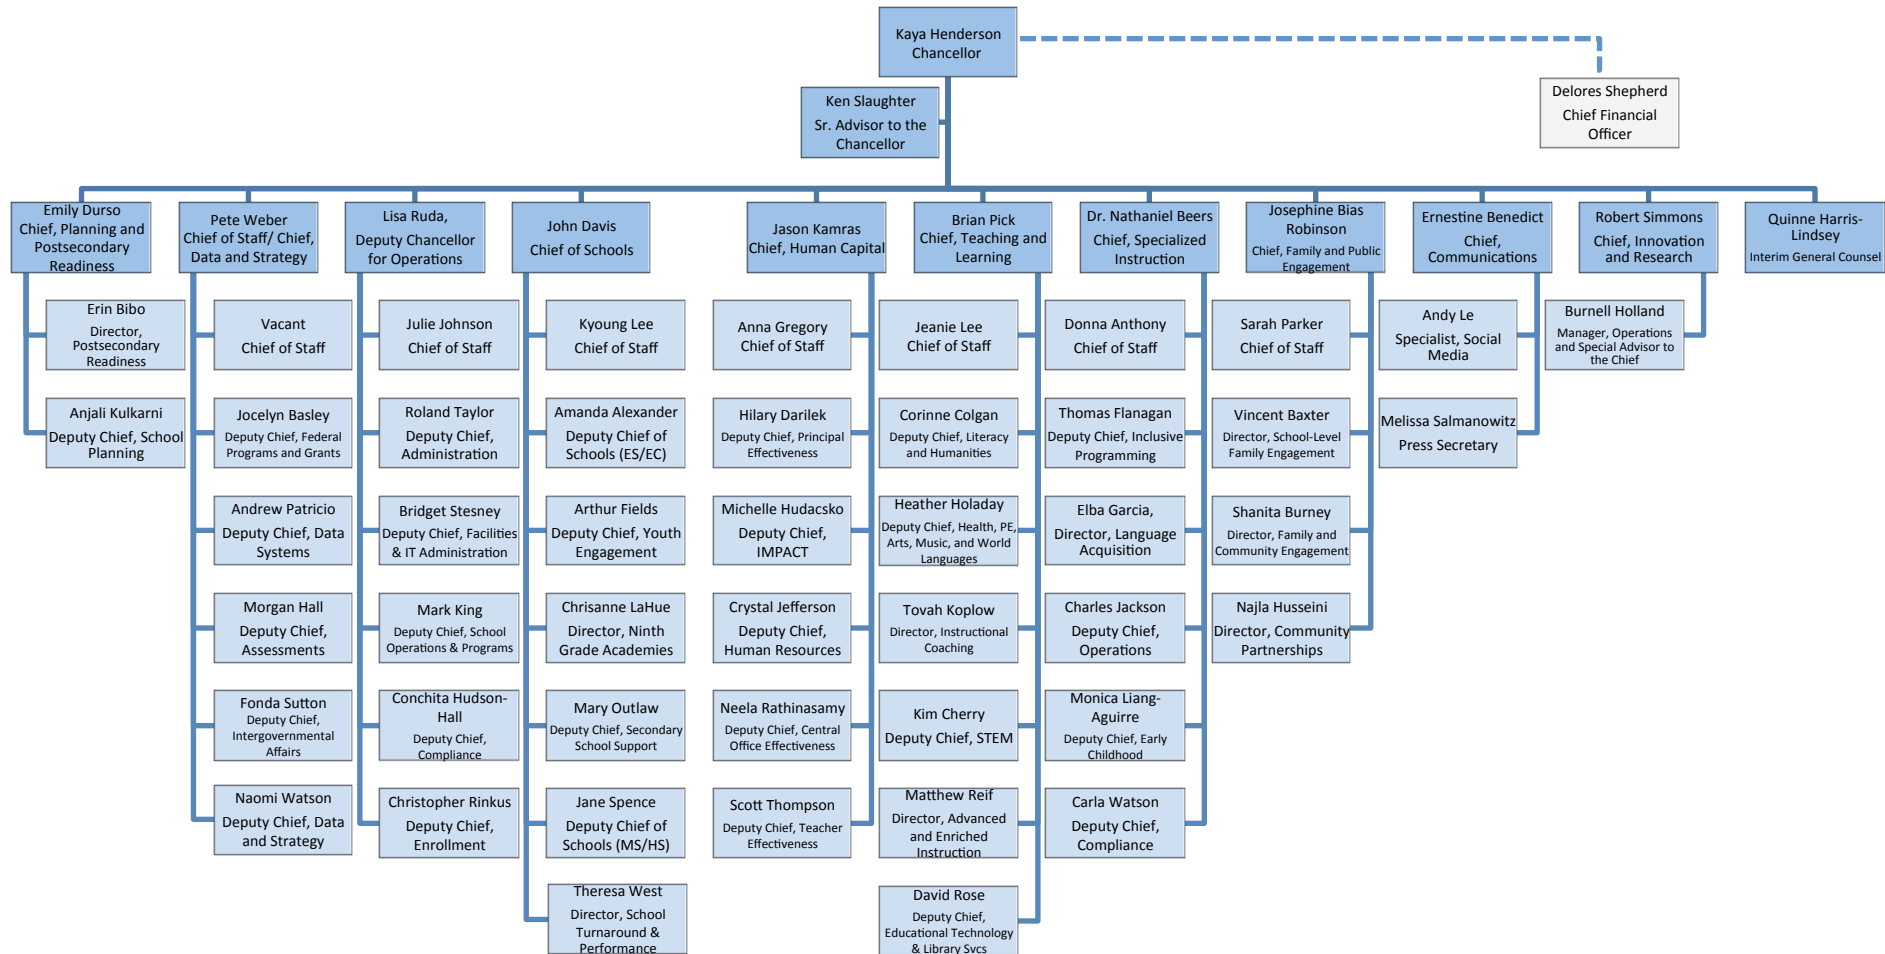 Kaya Henderson
Chancellor
Ken Slaughter
Sr. Advisor to the
Chancellor
Delores Shepherd
Chief Financial
Officer
Emily Durso
Chief, Planning and
Postsecondary
Readiness
Pete Weber
Chief of Staff/ Chief,
Data and Strategy
Lisa Ruda,
Deputy Chancellor
for Operations
John Davis
Chief of Schools
Jason Kamras
Chief, Human Capital
Brian Pick
Chief, Teaching and
Learning
Dr. Nathaniel Beers
Chief, Specialized
Instruction
Josephine Bias
Robinson
Chief, Family and Public
Engagement
Ernestine Benedict
Chief,
Communications
Robert Simmons
Chief, Innovation
and Research
Quinne Harris-
Lindsey
Interim General Counsel
Erin Bibo
Director,
Postsecondary
Readiness
Vacant
Chief of Staff
Julie Johnson
Chief of Staff
Kyoung Lee
Chief of Staff
Anna Gregory
Chief of Staff
Jeanie Lee
Chief of Staff
Donna Anthony
Chief of Staff
Sarah Parker
Chief of Staff
Andy Le
Specialist, Social
Media
Burnell Holland
Manager, Operations
and Special Advisor to
the Chief
Anjali Kulkarni
Deputy Chief, School
Planning
Jocelyn Basley
Deputy Chief, Federal
Programs and Grants
Roland Taylor
Deputy Chief,
Administration
Amanda Alexander
Deputy Chief of
Schools (ES/EC)
Hilary Darilek
Deputy Chief, Principal
Effectiveness
Corinne Colgan
Deputy Chief, Literacy
and Humanities
Thomas Flanagan
Deputy Chief, Inclusive
Programming
Vincent Baxter
Director, School-Level
Family Engagement
Melissa Salmanowitz
Press Secretary
Andrew Patricio
Deputy Chief, Data
Systems
Bridget Stesney
Deputy Chief, Facilities
& IT Administration
Arthur Fields
Deputy Chief, Youth
Engagement
Michelle Hudacsko
Deputy Chief,
IMPACT
Heather Holaday
Deputy Chief, Health, PE,
Arts, Music, and World
Languages
Elba Garcia,
Director, Language
Acquisition
Shanita Burney
Director, Family and
Community Engagement
Morgan Hall
Deputy Chief,
Assessments
Mark King
Deputy Chief, School
Operations & Programs
Chrisanne LaHue
Director, Ninth
Grade Academies
Crystal Jefferson
Deputy Chief,
Human Resources
Tovah Koplow
Director, Instructional
Coaching
Charles Jackson
Deputy Chief,
Operations
Najla Husseini
Director, Community
Partnerships
Fonda Sutton
Deputy Chief,
Intergovernmental
Affairs
Conchita Hudson-
Hall
Deputy Chief,
Compliance
Mary Outlaw
Deputy Chief, Secondary
School Support
Neela Rathinasamy
Deputy Chief, Central
Office Effectiveness
Kim Cherry
Deputy Chief, STEM
Monica Liang-
Aguirre
Deputy Chief, Early
Childhood
Naomi Watson
Deputy Chief, Data
and Strategy
Christopher Rinkus
Deputy Chief,
Enrollment
Jane Spence
Deputy Chief of
Schools (MS/HS)
Scott Thompson
Deputy Chief, Teacher
Effectiveness
Matthew Reif
Director, Advanced
and Enriched
Instruction
Carla Watson
Deputy Chief,
Compliance
Theresa West
Director, School
Turnaround &
Performance
David Rose
Deputy Chief,
Educational Technology
& Library Svcs